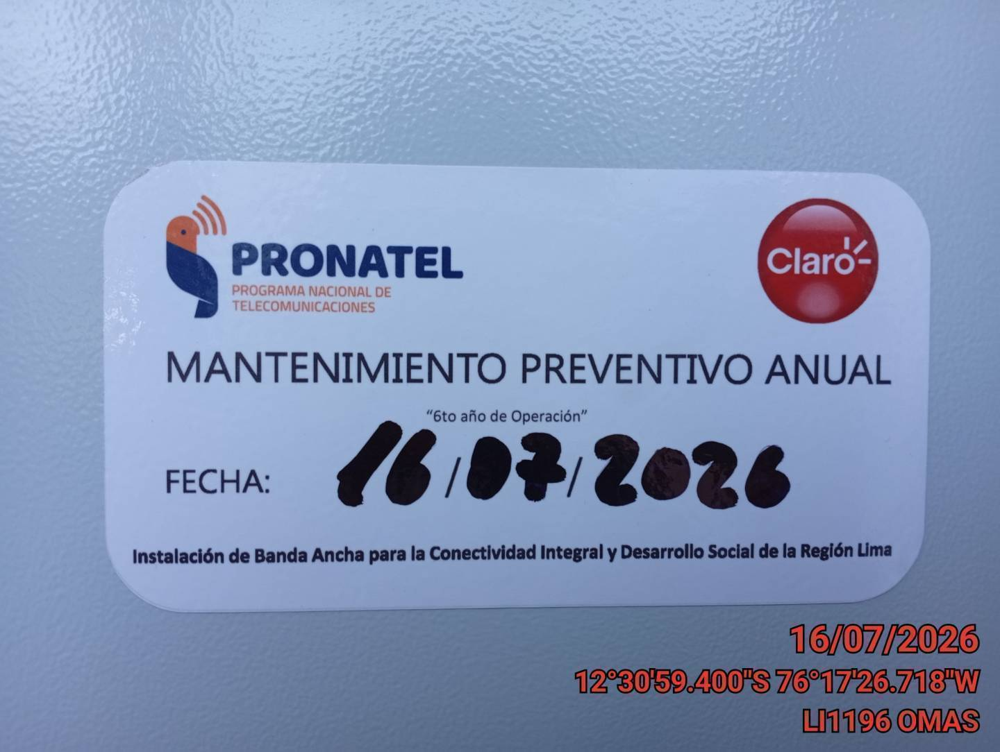 PRONATEL
PROGRAMA NACIONAL DE
TELECOMUNICACIONES
Claro
MANTENIMIENTO PREVENTIVO ANUAL
“6to año de Operación”
FECHA: 16/07/2026
Instalación de Banda Ancha para la Conectividad Integral y Desarrollo Social de la Región Lima
16/07/2026
12°30'59.400"S 76°17'26.718"W
LI1196 OMAS